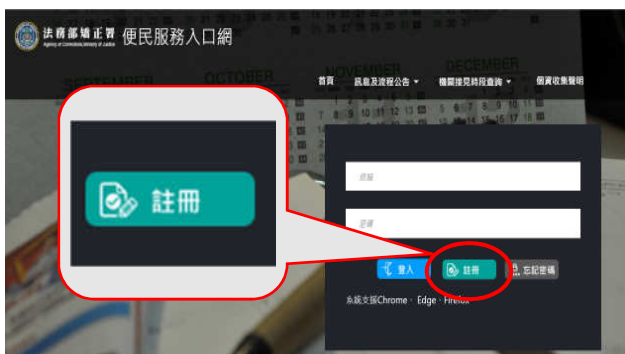 法務部矯正署 便民服務入口網
Agency of Corrections, Ministry of Justice
首頁 訊息及流程公告 機關接見時段查詢 個資收集聲明
SEPTEMBER OCTOBER NOVEMBER DECEMBER
註冊
帳號
密碼
登入 註冊 忘記密碼
系統支援Chrome、Edge、Firefox